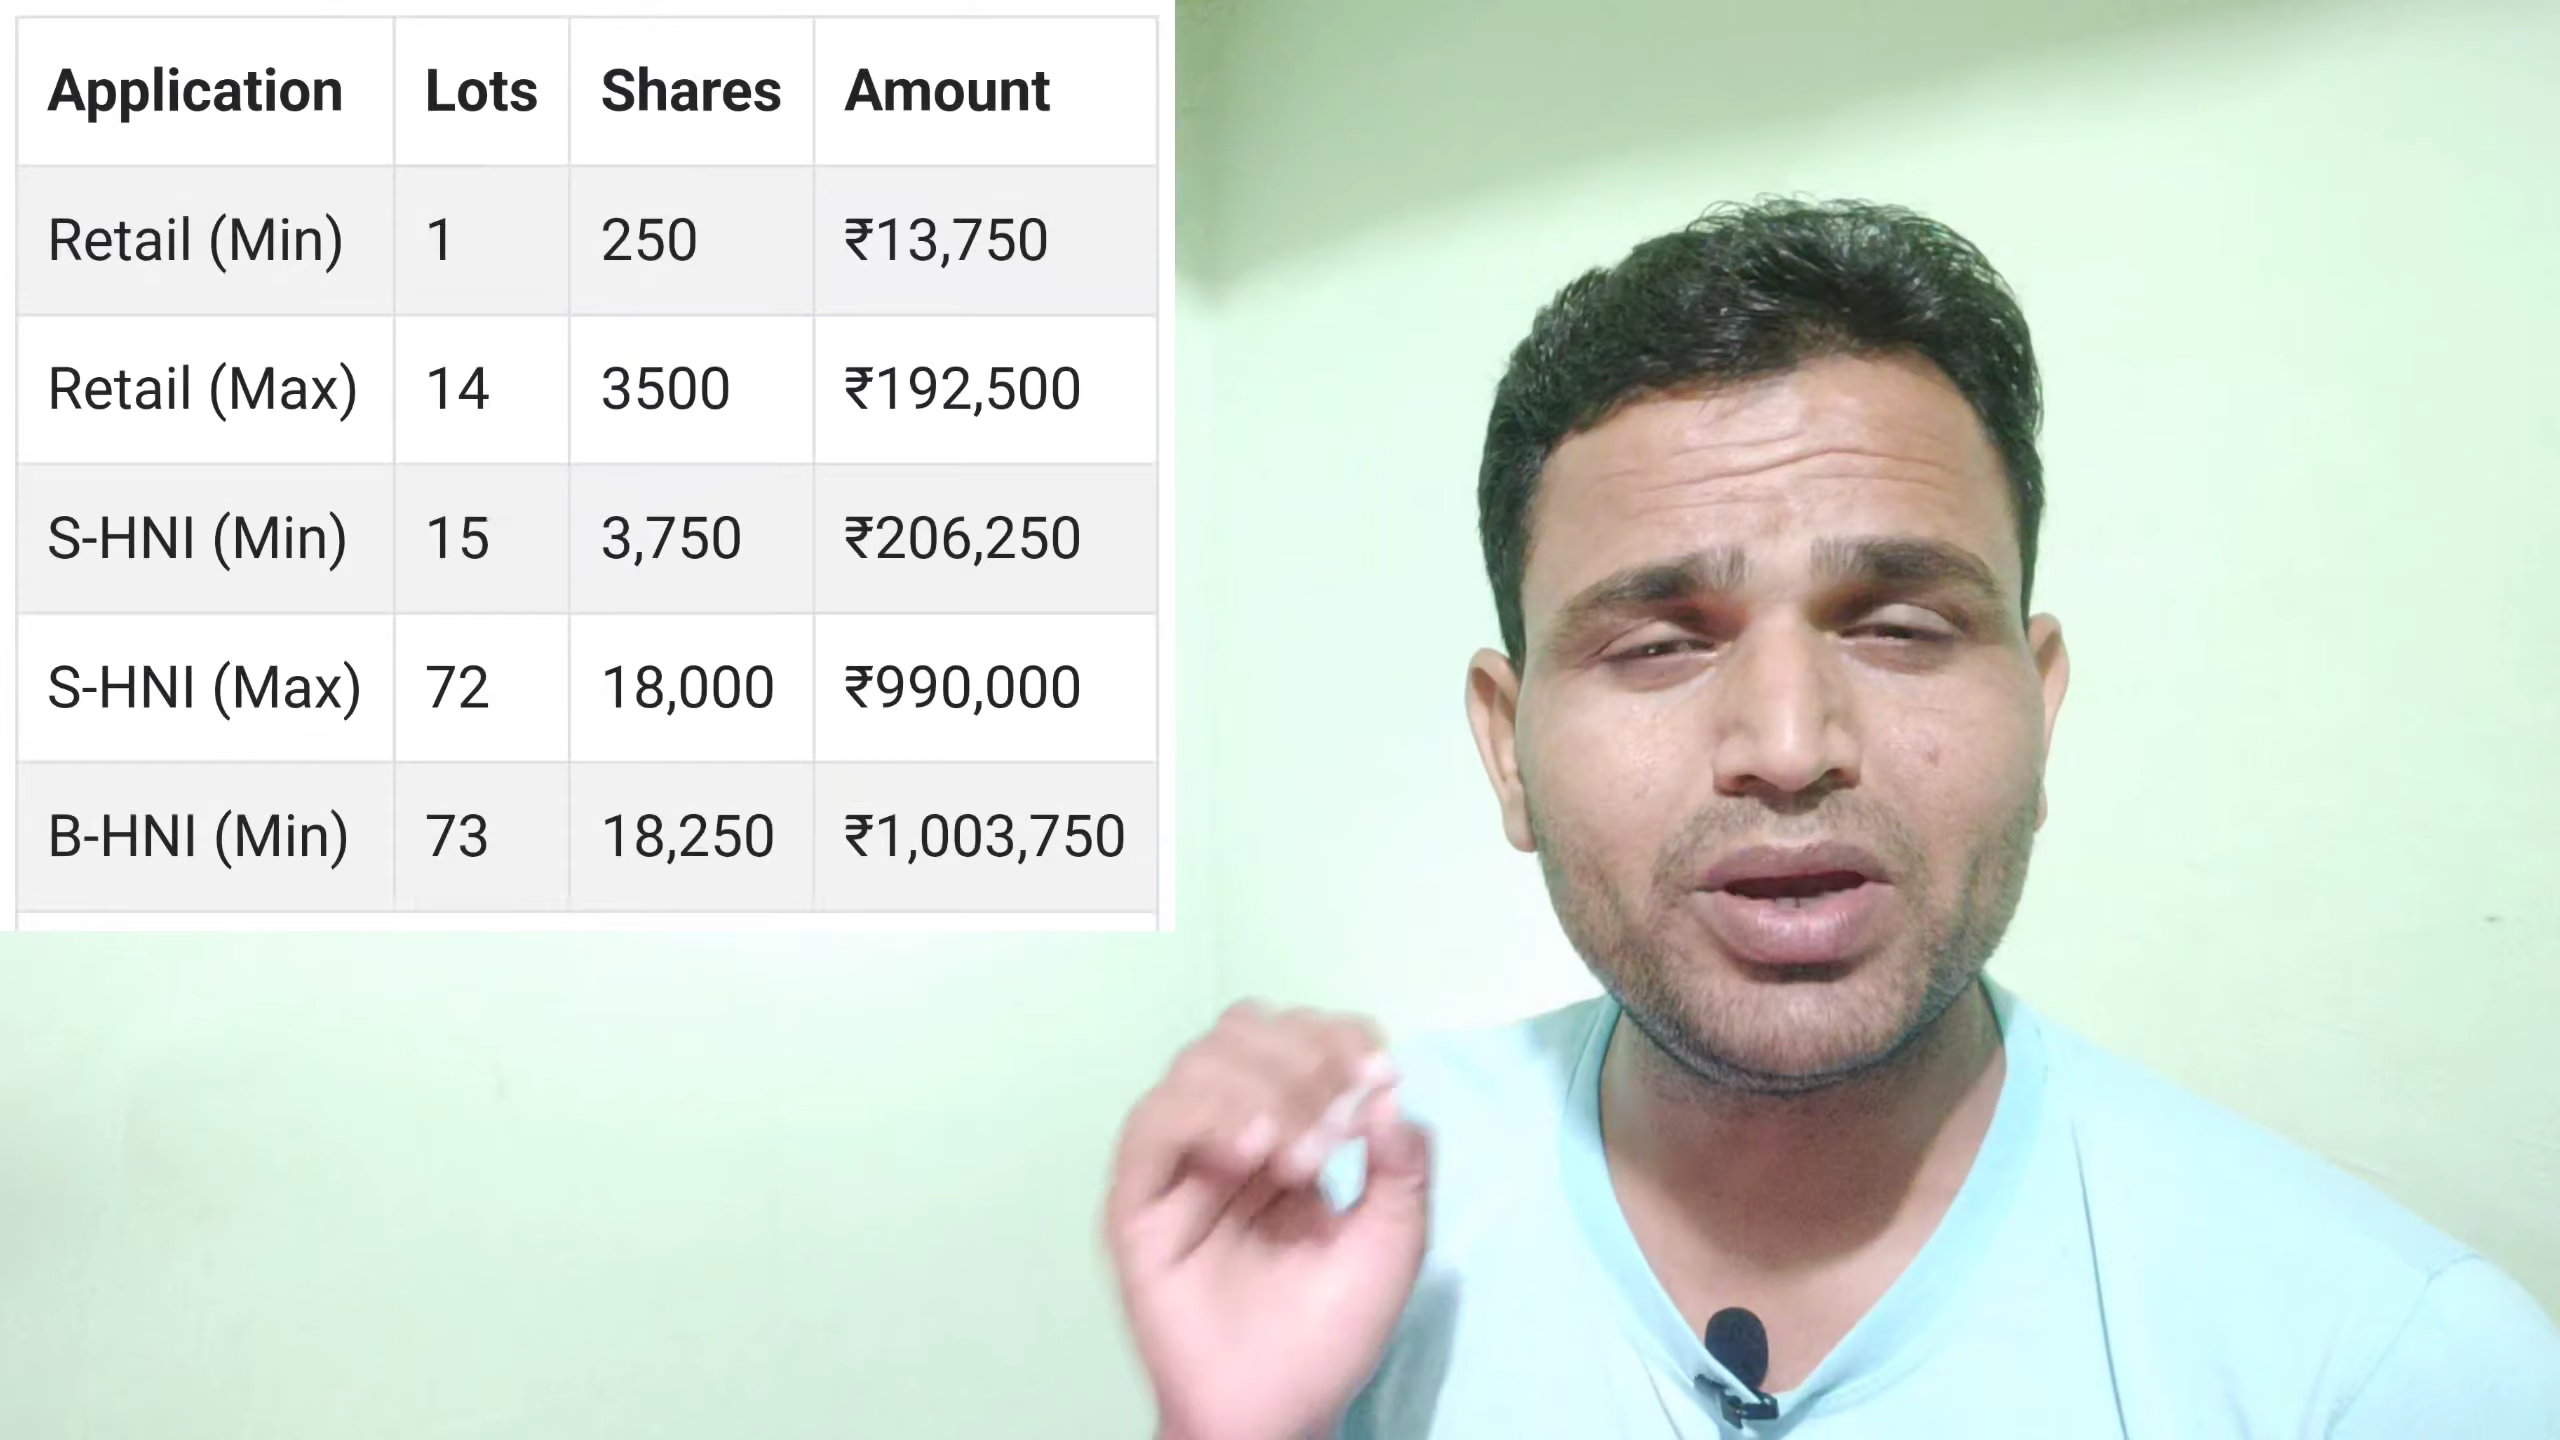 Application Lots Shares Amount
Retail (Min) 1 250 ₹13,750
Retail (Max) 14 3500 ₹192,500
S-HNI (Min) 15 3,750 ₹206,250
S-HNI (Max) 72 18,000 ₹990,000
B-HNI (Min) 73 18,250 ₹1,003,750